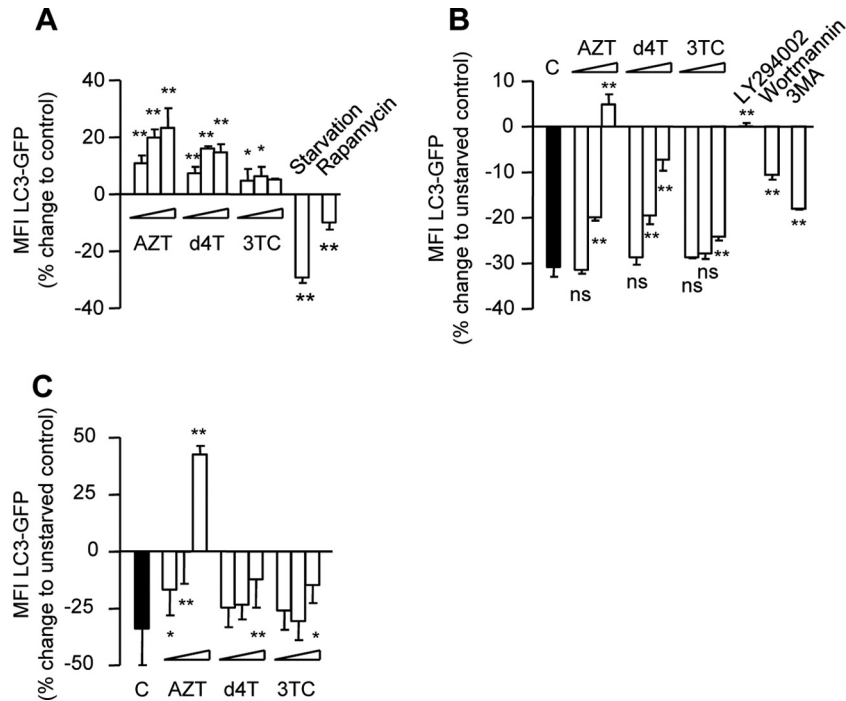 A
MFI LC3-GFP
(% change to control)
40
20
0
-20
-40
** ** **
** ** **
* *
Starvation
Rapamycin
AZT d4T 3TC
**
**
B
MFI LC3-GFP
(% change to unstarved control)
C
AZT d4T 3TC
LY294002
Wortmannin
3MA
10
0
-10
-20
-30
-40
ns ** **
ns ** **
ns ns **
** ** **
C
MFI LC3-GFP
(% change to unstarved control)
50
25
0
-25
-50
* ** **
**
*
C AZT d4T 3TC